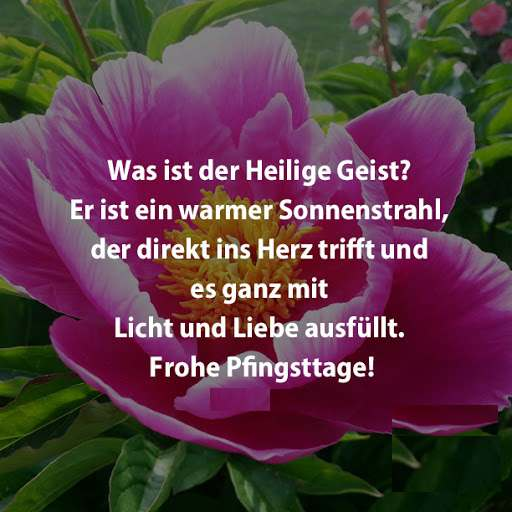 Was ist der Heilige Geist?
Er ist ein warmer Sonnenstrahl,
der direkt ins Herz trifft und
es ganz mit
Licht und Liebe ausfüllt.
Frohe Pfingsttage!